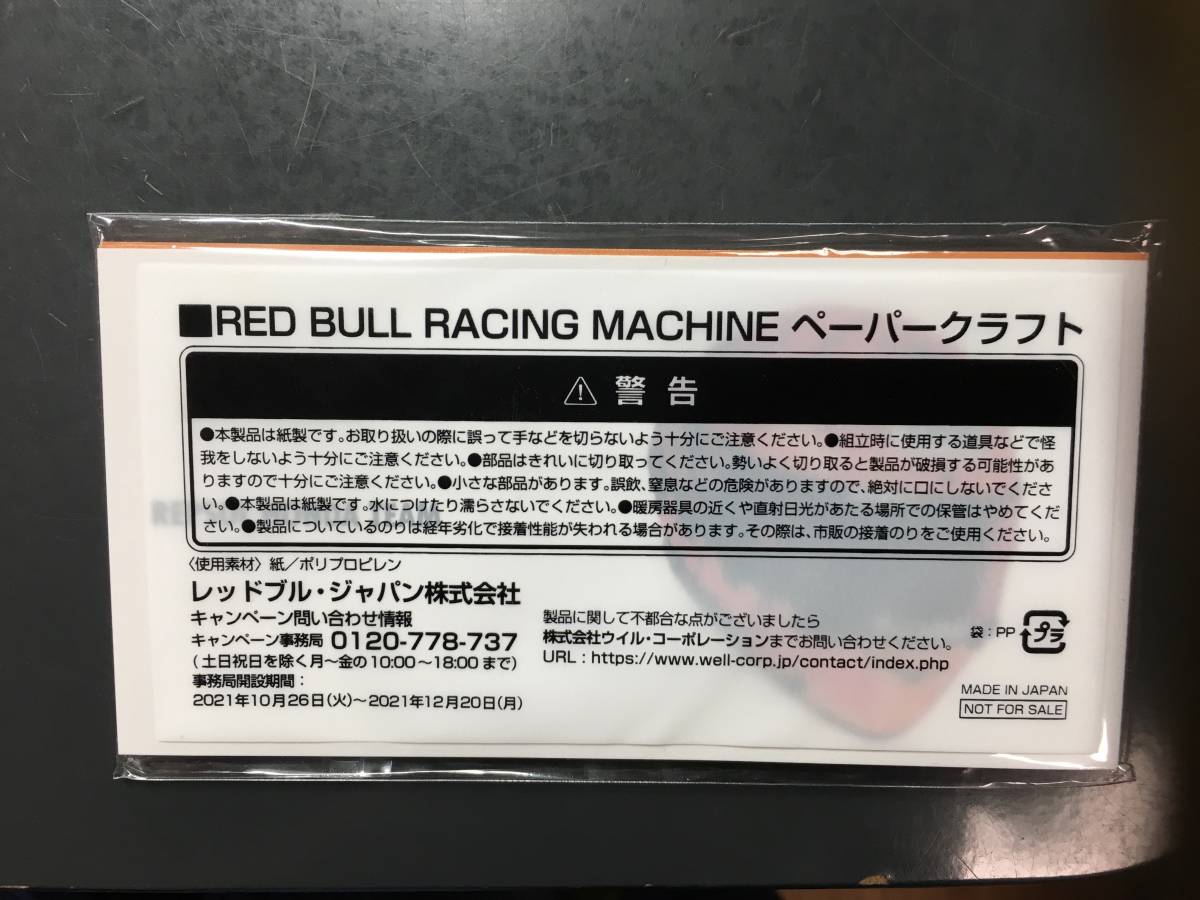 ■RED BULL RACING MACHINE ペーパークラフト
⚠ 警告
●本製品は紙製です。お取り扱いの際に誤って手などを切らないよう十分にご注意ください。●組立時に使用する道具などで怪
我をしないよう十分にご注意ください。●部品はきれいに切り取ってください。勢いよく切り取ると製品が破損する可能性があ
りますので十分にご注意ください。●小さな部品があります。誤飲、窒息などの危険がありますので、絶対に口にしないでくださ
い。●本製品は紙製です。水につけたり濡らさないでください。●暖房器具の近くや直射日光があたる場所での保管はやめてくだ
さい。●製品についているのりは経年劣化で接着性能が失われる場合があります。その際は、市販の接着のりをご使用ください。
〈使用素材〉紙／ポリプロピレン
レッドブル・ジャパン株式会社
キャンペーン問い合わせ情報
キャンペーン事務局 0120-778-737
(土日祝日を除く月〜金の10:00〜18:00まで)
事務局開設期間：
2021年10月26日(火)〜2021年12月20日(月)
製品に関して不都合な点がございましたら
株式会社ウイル・コーポレーションまでお問い合わせください。
URL : https://www.well-corp.jp/contact/index.php
袋：PP
プラ
MADE IN JAPAN
NOT FOR SALE